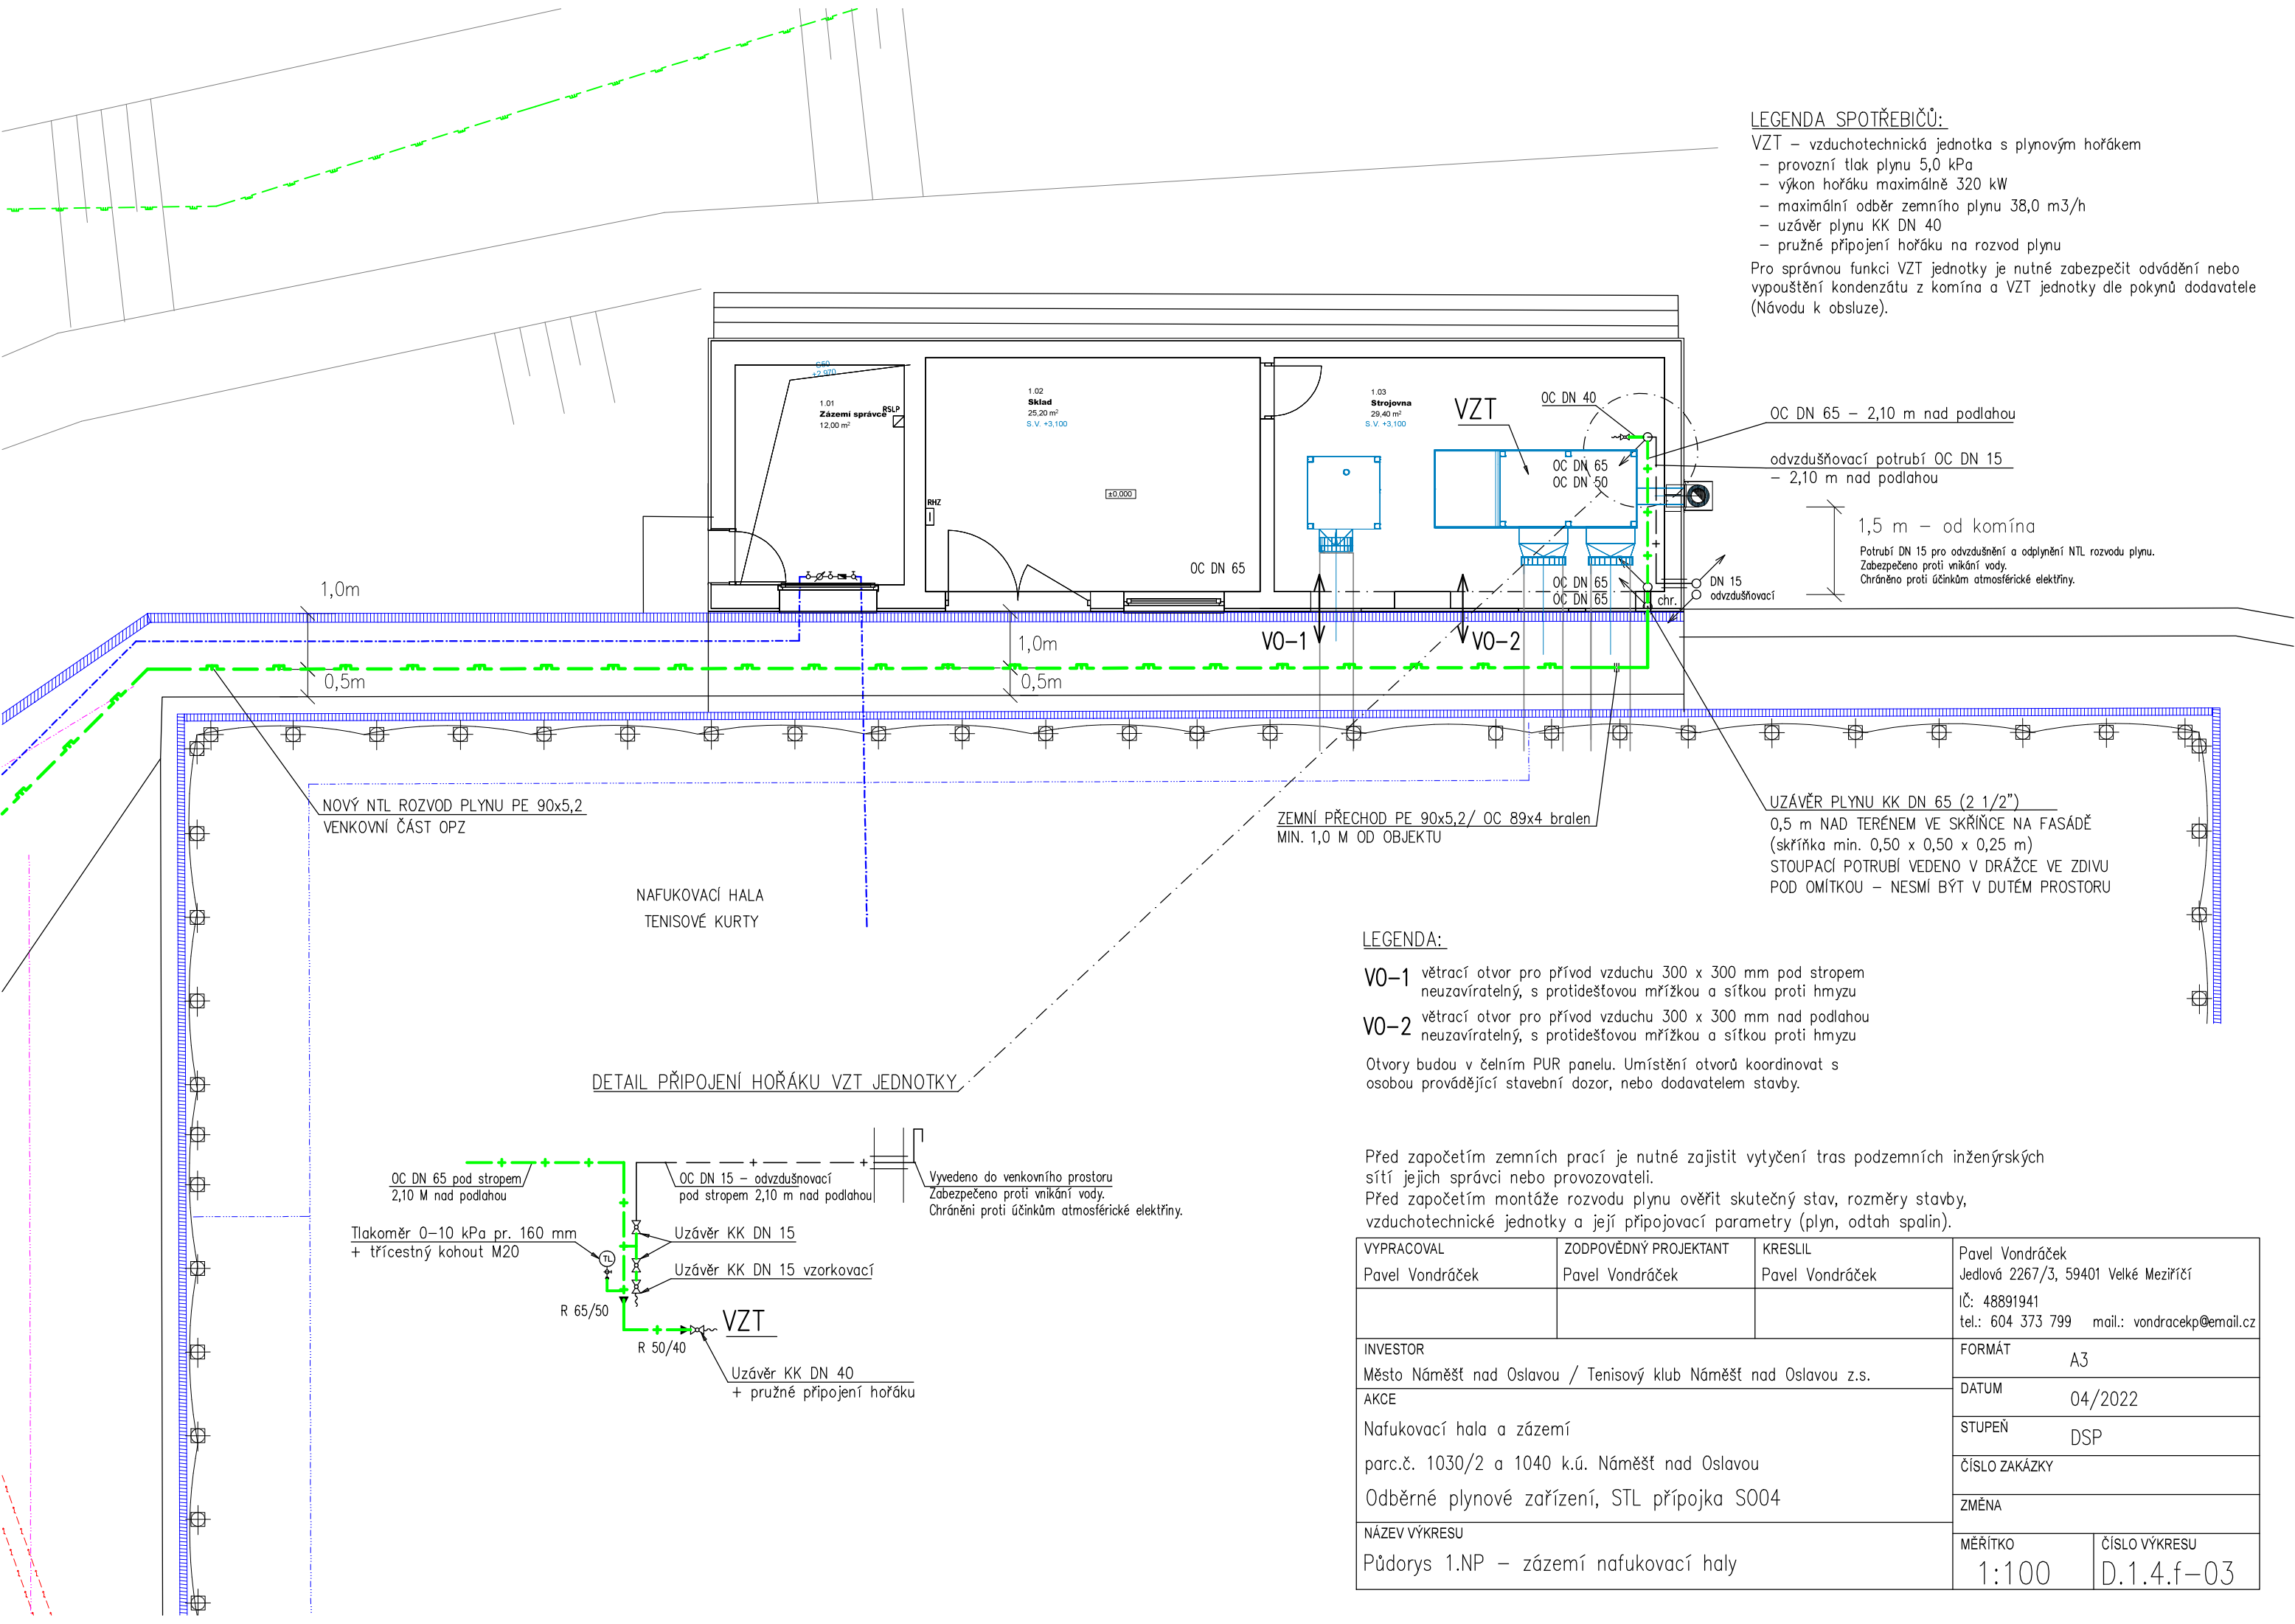 LEGENDA SPOTŘEBIČŮ:
VZT – vzduchotechnická jednotka s plynovým hořákem
– provozní tlak plynu 5,0 kPa
– výkon hořáku maximálně 320 kW
– maximální odběr zemního plynu 38,0 m3/h
– uzávěr plynu KK DN 40
– pružné připojení hořáku na rozvod plynu
Pro správnou funkci VZT jednotky je nutné zabezpečit odvádění nebo
vypouštění kondenzátu z komína a VZT jednotky dle pokynů dodavatele
(Návodu k obsluze).
S50
+2,970
1.01
Zázemí správce
12,00 m²
RSLP
1.02
Sklad
25,20 m²
S.V. +3,100
RHZ
±0,000
OC DN 65
1.03
Strojovna
29,40 m²
S.V. +3,100
VZT
OC DN 40
OC DN 65
OC DN 50
OC DN 65
OC DN 65
chr.
OC DN 65 – 2,10 m nad podlahou
odvzdušňovací potrubí OC DN 15
– 2,10 m nad podlahou
1,5 m – od komína
Potrubí DN 15 pro odvzdušnění a odplynění NTL rozvodu plynu.
Zabezpečeno proti vnikání vody.
Chráněno proti účinkům atmosférické elektřiny.
DN 15
odvzdušňovací
1,0m
0,5m
1,0m
0,5m
VO-1
VO-2
NOVÝ NTL ROZVOD PLYNU PE 90x5,2
VENKOVNÍ ČÁST OPZ
ZEMNÍ PŘECHOD PE 90x5,2/ OC 89x4 bralen
MIN. 1,0 M OD OBJEKTU
UZÁVĚR PLYNU KK DN 65 (2 1/2")
0,5 m NAD TERÉNEM VE SKŘÍŇCE NA FASÁDĚ
(skříňka min. 0,50 x 0,50 x 0,25 m)
STOUPACÍ POTRUBÍ VEDENO V DRÁŽCE VE ZDIVU
POD OMÍTKOU – NESMÍ BÝT V DUTÉM PROSTORU
NAFUKOVACÍ HALA
TENISOVÉ KURTY
LEGENDA:
VO-1 větrací otvor pro přívod vzduchu 300 x 300 mm pod stropem
neuzavíratelný, s protidešťovou mřížkou a síťkou proti hmyzu
VO-2 větrací otvor pro přívod vzduchu 300 x 300 mm nad podlahou
neuzavíratelný, s protidešťovou mřížkou a síťkou proti hmyzu
Otvory budou v čelním PUR panelu. Umístění otvorů koordinovat s
osobou provádějící stavební dozor, nebo dodavatelem stavby.
DETAIL PŘIPOJENÍ HOŘÁKU VZT JEDNOTKY
OC DN 65 pod stropem
2,10 M nad podlahou
OC DN 15 – odvzdušnovací
pod stropem 2,10 m nad podlahou
Vyvedeno do venkovního prostoru
Zabezpečeno proti vnikání vody.
Chráněni proti účinkům atmosférické elektřiny.
Tlakoměr 0–10 kPa pr. 160 mm
+ třícestný kohout M20
TL
Uzávěr KK DN 15
Uzávěr KK DN 15 vzorkovací
R 65/50
R 50/40
VZT
Uzávěr KK DN 40
+ pružné připojení hořáku
Před započetím zemních prací je nutné zajistit vytyčení tras podzemních inženýrských
sítí jejich správci nebo provozovateli.
Před započetím montáže rozvodu plynu ověřit skutečný stav, rozměry stavby,
vzduchotechnické jednotky a její připojovací parametry (plyn, odtah spalin).
VYPRACOVAL
Pavel Vondráček
ZODPOVĚDNÝ PROJEKTANT
Pavel Vondráček
KRESLIL
Pavel Vondráček
Pavel Vondráček
Jedlová 2267/3, 59401 Velké Meziříčí
IČ: 48891941
tel.: 604 373 799 mail.: vondracekp@email.cz
INVESTOR
Město Náměšť nad Oslavou / Tenisový klub Náměšť nad Oslavou z.s.
AKCE
Nafukovací hala a zázemí
parc.č. 1030/2 a 1040 k.ú. Náměšť nad Oslavou
Odběrné plynové zařízení, STL přípojka SO04
NÁZEV VÝKRESU
Půdorys 1.NP – zázemí nafukovací haly
FORMÁT
A3
DATUM
04/2022
STUPEŇ
DSP
ČÍSLO ZAKÁZKY
ZMĚNA
MĚŘÍTKO
1:100
ČÍSLO VÝKRESU
D.1.4.f-03